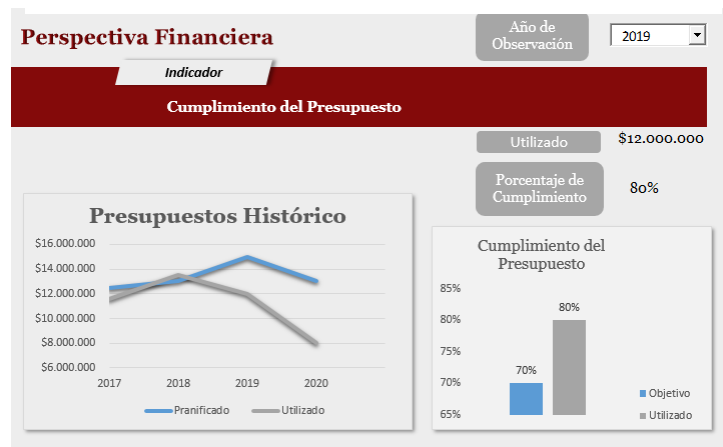 Perspectiva Financiera
Año de
Observación
2019
Indicador
Cumplimiento del Presupuesto
Utilizado
$12.000.000
Porcentaje de
Cumplimiento
80%
Presupuestos Histórico
$16.000.000
$14.000.000
$12.000.000
$10.000.000
$8.000.000
$6.000.000
2017 2018 2019 2020
Pranificado Utilizado
Cumplimiento del
Presupuesto
85%
80%
75%
70%
65%
70%
80%
Objetivo
Utilizado